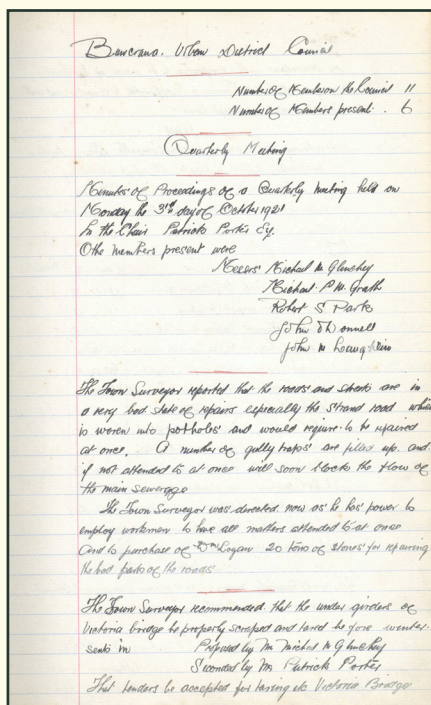 Buncrana. Urban District Council
Number of Members on the Council 11
Number of Members present . 6
Quarterly Meeting
Minutes of Proceedings of a Quarterly Meeting held on
Monday the 3rd day of October 1921
In the Chair Patrick Porter Esq.
Other members present were
Messrs Michael McGlinchey
Michael P McGrath
Robert S Park
John O'Donnell
John McLaughlin
The Town Surveyor reported that the roads and streets are in
a very bad state of repairs especially the strand road which
is woren into potholes and would require to be repaired
at once. A number of gully traps are filled up and
if not attended to at once will soon block the flow of
the main sewerage
The Town Surveyor was directed now as he has power to
employ workmen to have all matters attended to at once
and to purchase of Logan 20 tons of stones for repairing
the bad parts of the roads
The Town Surveyor recommended that the under girders of
Victoria bridge be properly scraped and tared be fore winter
sents in Proposed by Mr Michael McGlinchey
Seconded by Mr Patrick Porter
That tenders be accepted for taring etc Victoria Bridge